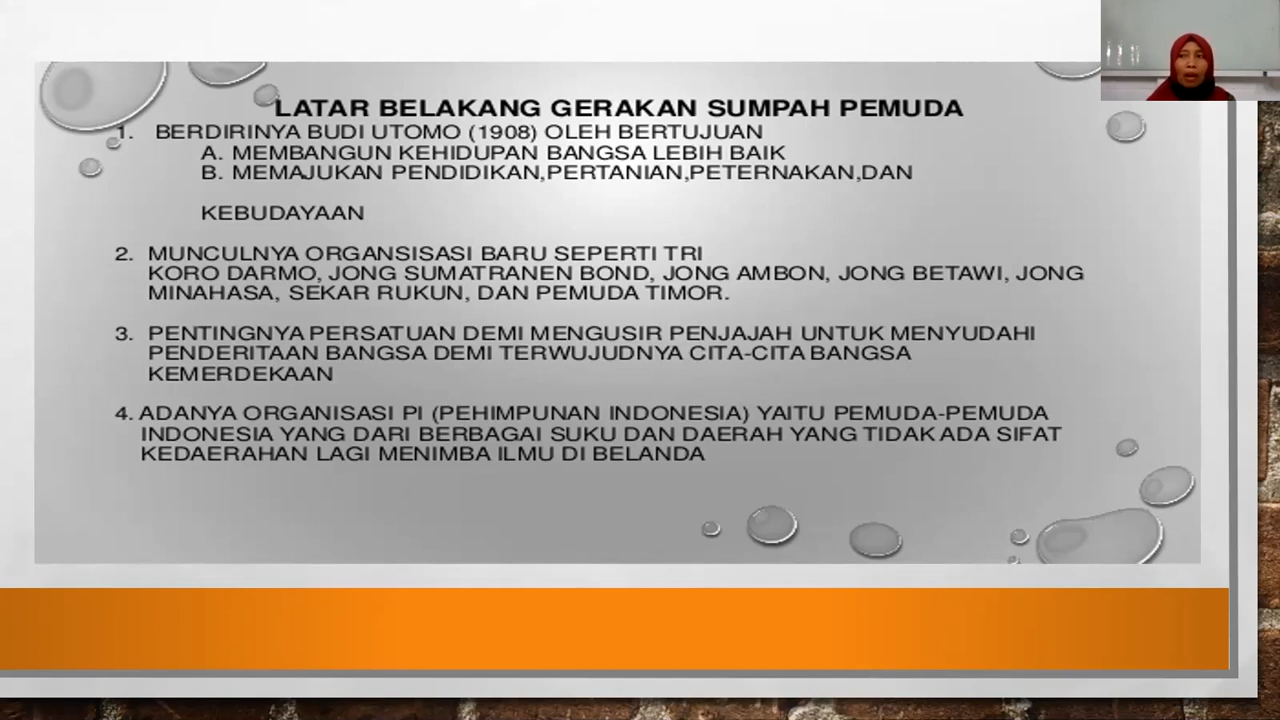 LATAR BELAKANG GERAKAN SUMPAH PEMUDA
1. BERDIRINYA BUDI UTOMO (1908) OLEH BERTUJUAN
A. MEMBANGUN KEHIDUPAN BANGSA LEBIH BAIK
B. MEMAJUKAN PENDIDIKAN,PERTANIAN,PETERNAKAN,DAN
KEBUDAYAAN
2. MUNCULNYA ORGANSISASI BARU SEPERTI TRI
KORO DARMO, JONG SUMATRANEN BOND, JONG AMBON, JONG BETAWI, JONG
MINAHASA, SEKAR RUKUN, DAN PEMUDA TIMOR.
3. PENTINGNYA PERSATUAN DEMI MENGUSIR PENJAJAH UNTUK MENYUDAHI
PENDERITAAN BANGSA DEMI TERWUJUDNYA CITA-CITA BANGSA
KEMERDEKAAN
4. ADANYA ORGANISASI PI (PEHIMPUNAN INDONESIA) YAITU PEMUDA-PEMUDA
INDONESIA YANG DARI BERBAGAI SUKU DAN DAERAH YANG TIDAK ADA SIFAT
KEDAERAHAN LAGI MENIMBA ILMU DI BELANDA